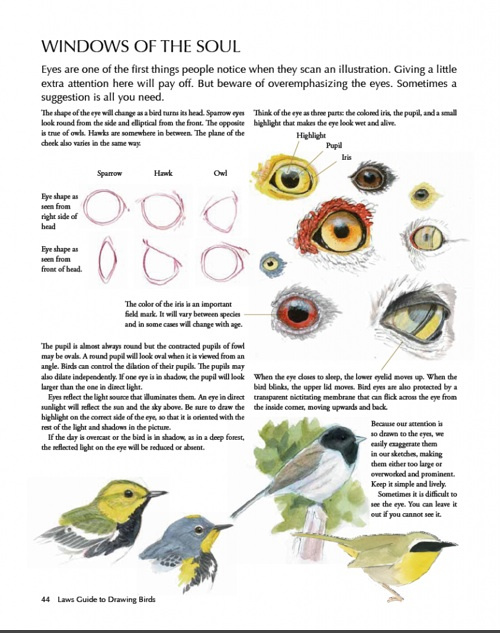 WINDOWS OF THE SOUL
Eyes are one of the first things people notice when they scan an illustration. Giving a little
extra attention here will pay off. But beware of overemphasizing the eyes. Sometimes a
suggestion is all you need.
The shape of the eye will change as a bird turns its head. Sparrow eyes
look round from the side and elliptical from the front. The opposite
is true of owls. Hawks are somewhere in between. The plane of the
cheek also varies in the same way.
Think of the eye as three parts: the colored iris, the pupil, and a small
highlight that makes the eye look wet and alive.
Highlight
Pupil
Iris
Sparrow Hawk Owl
Eye shape as
seen from
right side of
head
Eye shape as
seen from
front of head.
The color of the iris is an important
field mark. It will vary between species
and in some cases will change with age.
The pupil is almost always round but the contracted pupils of fowl
may be ovals. A round pupil will look oval when it is viewed from an
angle. Birds can control the dilation of their pupils. The pupils may
also dilate independently. If one eye is in shadow, the pupil will look
larger than the one in direct light.
Eyes reflect the light source that illuminates them. An eye in direct
sunlight will reflect the sun and the sky above. Be sure to draw the
highlight on the correct side of the eye, so that it is oriented with the
rest of the light and shadows in the picture.
If the day is overcast or the bird is in shadow, as in a deep forest,
the reflected light on the eye will be reduced or absent.
When the eye closes to sleep, the lower eyelid moves up. When the
bird blinks, the upper lid moves. Bird eyes are also protected by a
transparent nictitating membrane that can flick across the eye from
the inside corner, moving upwards and back.
Because our attention is
so drawn to the eyes, we
easily exaggerate them
in our sketches, making
them either too large or
overworked and prominent.
Keep it simple and lively.
Sometimes it is difficult to
see the eye. You can leave it
out if you cannot see it.
44 Laws Guide to Drawing Birds